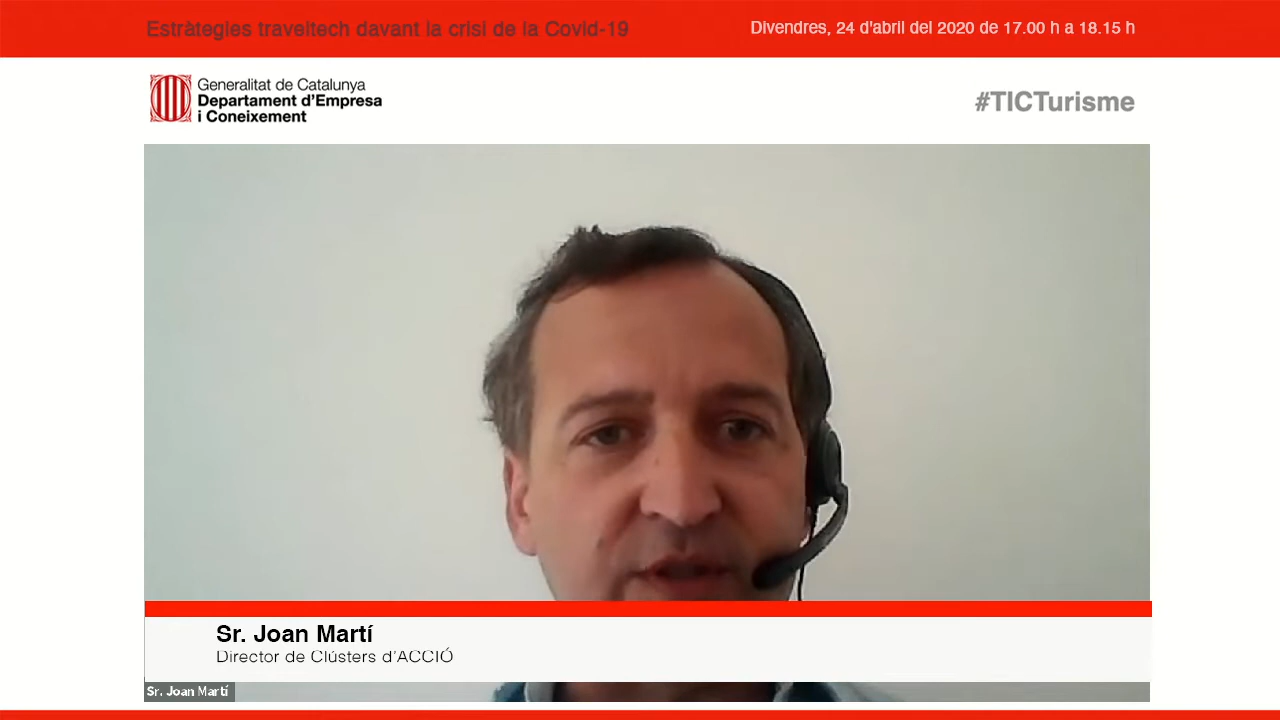 Estràtegies traveltech davant la crisi de la Covid-19
Divendres, 24 d'abril del 2020 de 17.00 h a 18.15 h
Generalitat de Catalunya
Departament d'Empresa
i Coneixement
#TICTurisme
Sr. Joan Martí
Director de Clústers d'ACCIÓ
Sr. Joan Martí